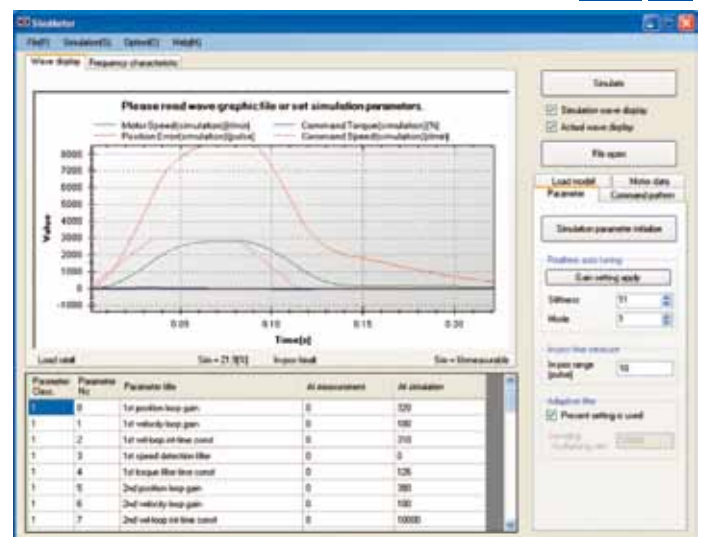 File(F) Simulation(S) Option(O) Help(H)
Wave display Frequency characteristic
Please read wave graphic file or set simulation parameters.
Motor Speed(simulation)[r/min] Command Torque(simulation)[%]
Position Error(simulation)[pulse] Command Speed(simulation)[r/min]
9000
8000
7000
6000
5000
4000
3000
2000
1000
0
-1000
Value
0.05 0.10 0.15 0.20
Time[s]
Load ratio#
Simulate
Simulation wave display
Actual wave display
File open
Load model Motor data
Parameter Command pattern
Simulation parameter initialize
Realtime auto tuning
Gain setting apply
Stiffness 11
Mode 1
In-pos range [pulse] 10
Adaptive filter
Present setting is used
Parameter Class. Parameter No. Parameter title At measurement At simulation
1 0 1st position loop gain 0 320
1 1 1st velocity loop gain 0 180
1 2 1st vel-loop int-time const 0 310
1 3 1st speed detection filter 0 0
1 4 1st torque filter time const 0 126
1 5 2nd position loop gain 0 380
1 6 2nd velocity loop gain 0 180
1 7 2nd vel-loop int-time const 0 10000